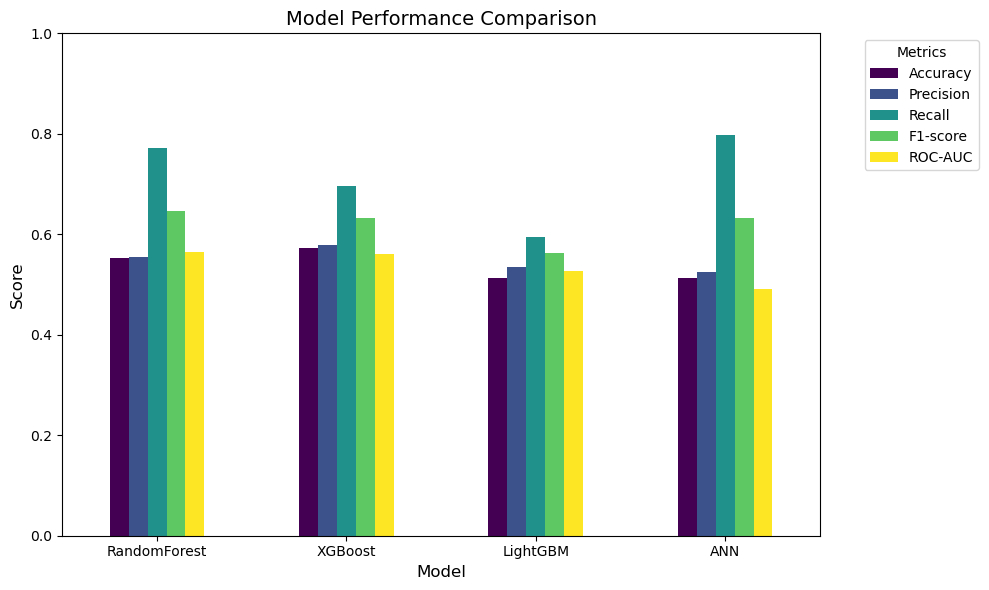 Model Performance Comparison
Score
1.0
0.8
0.6
0.4
0.2
0.0
RandomForest
XGBoost
LightGBM
ANN
Model
Metrics
Accuracy
Precision
Recall
F1-score
ROC-AUC